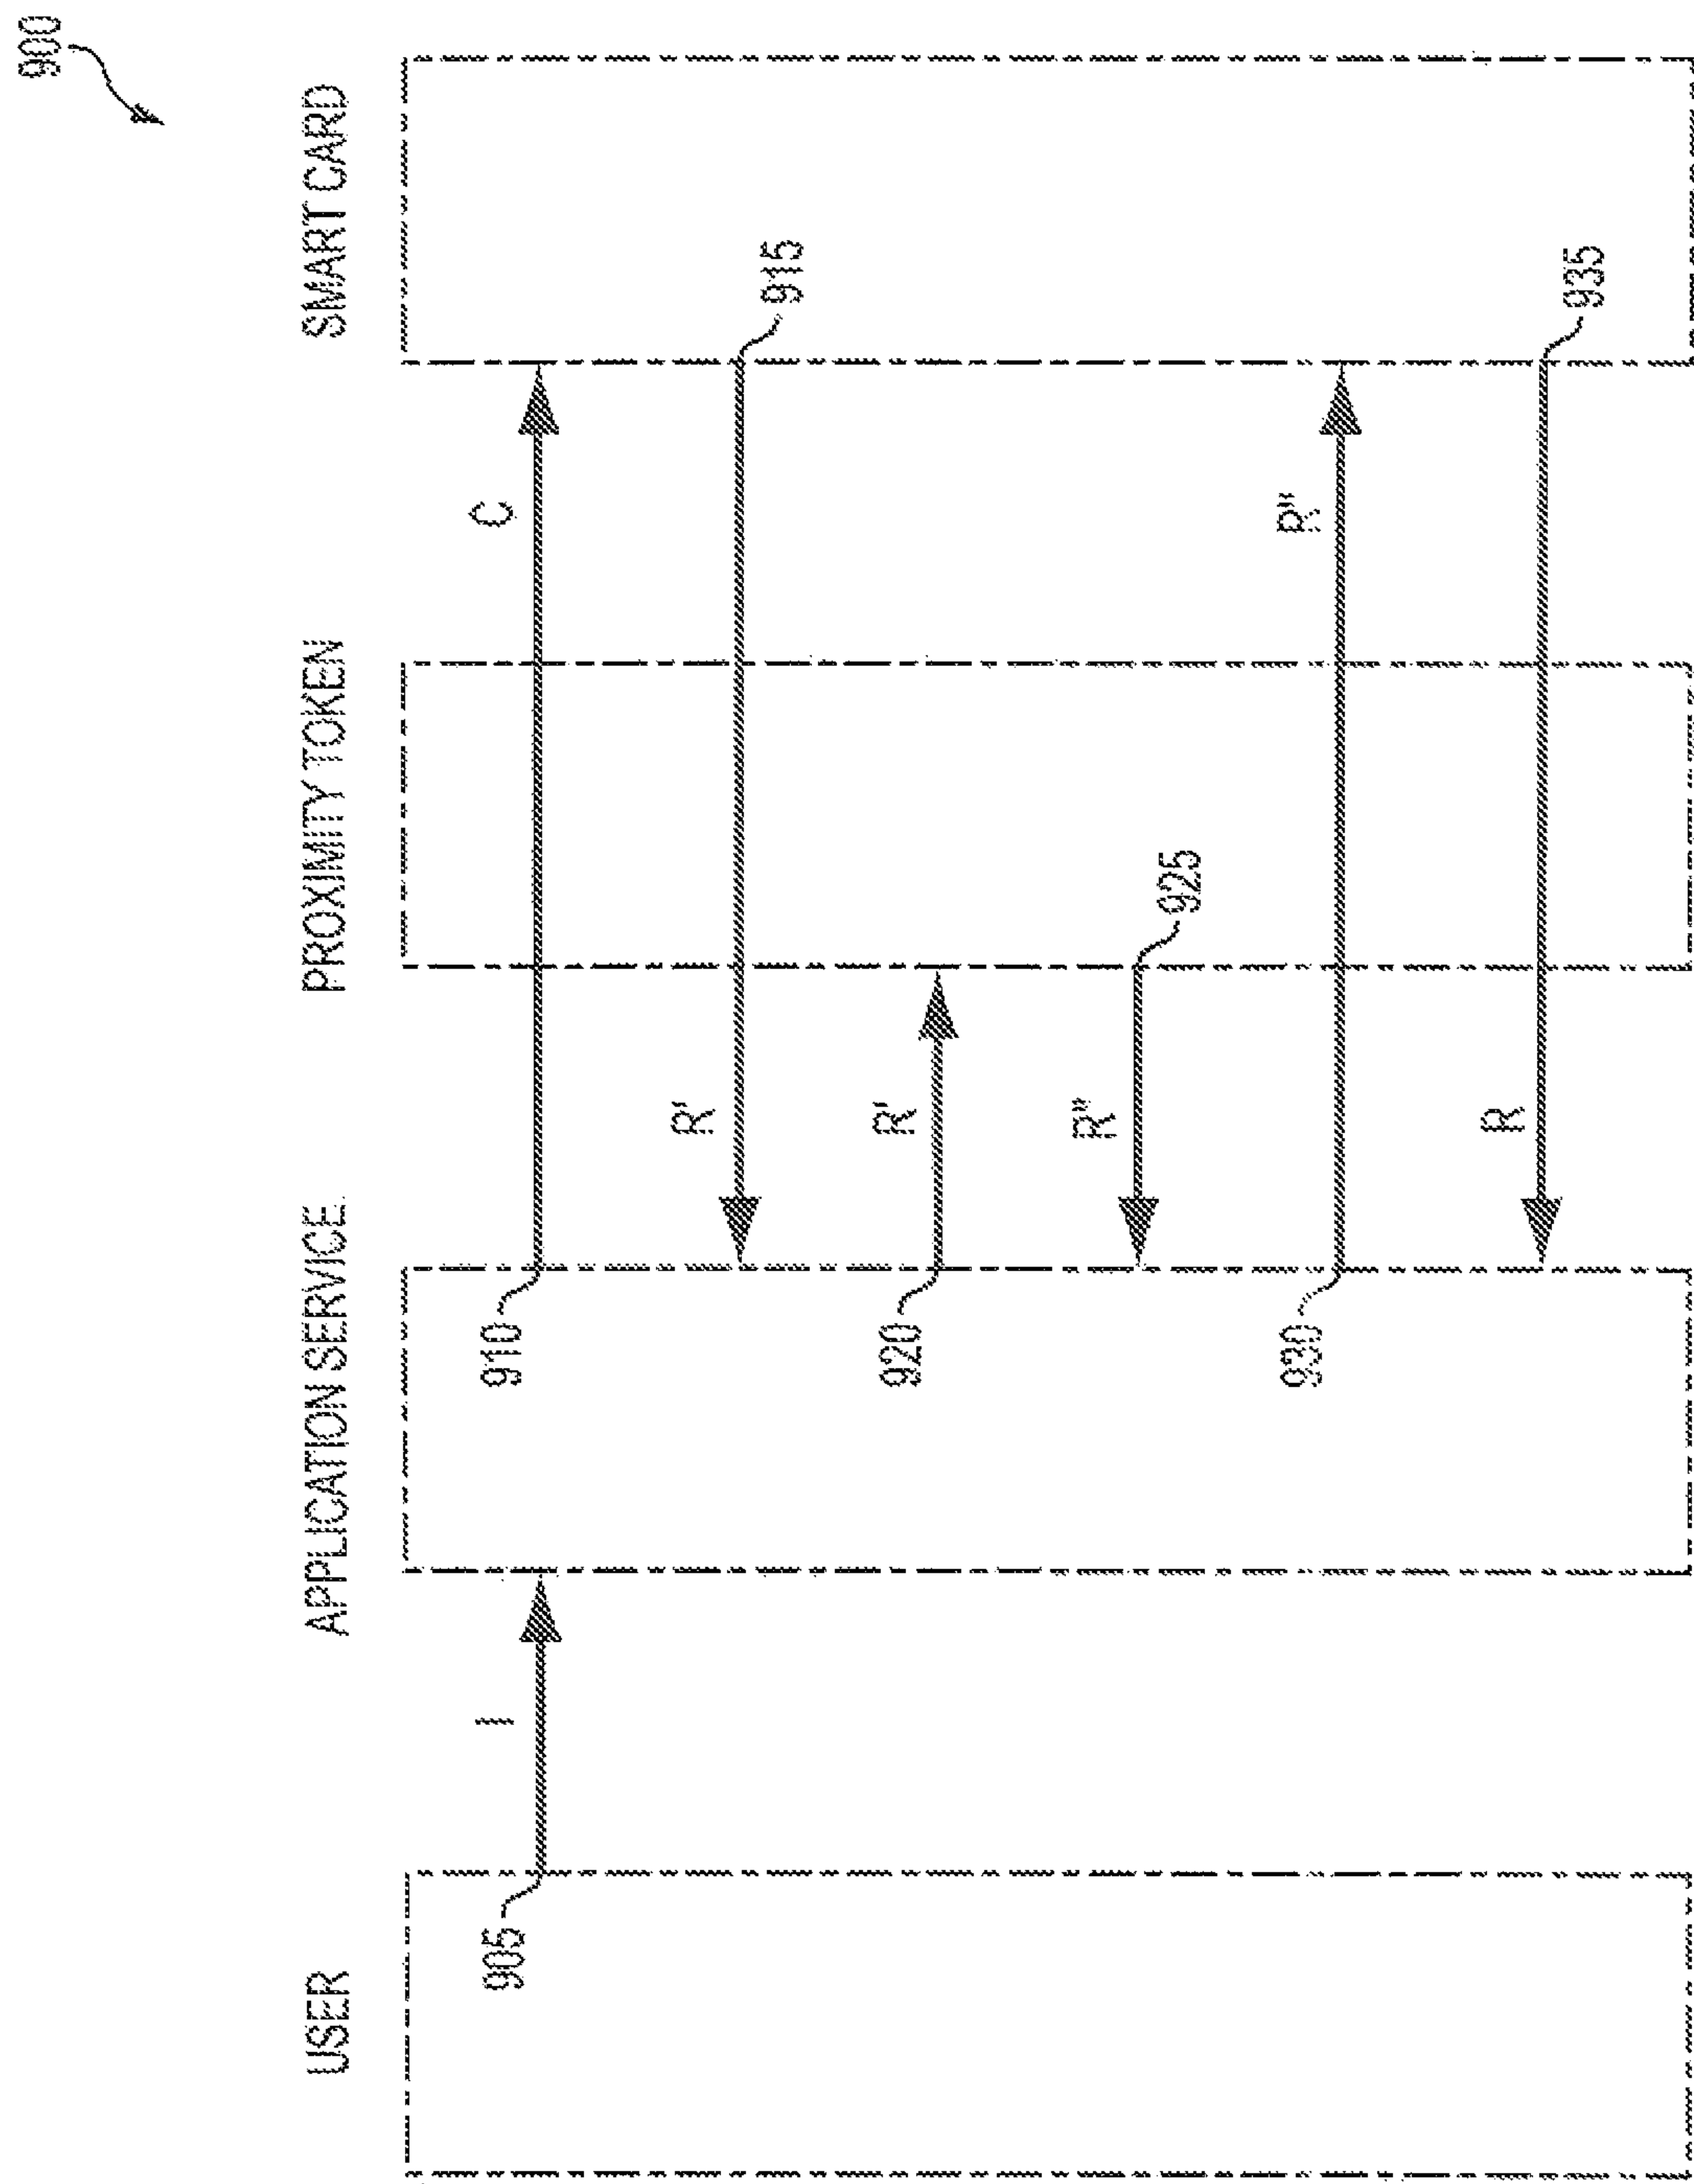 900
USER
APPLICATION SERVICE
PROXIMITY TOKEN
SMART CARD
905
I
910
C
R'
915
920
R'
R"
925
930
R"
R
935